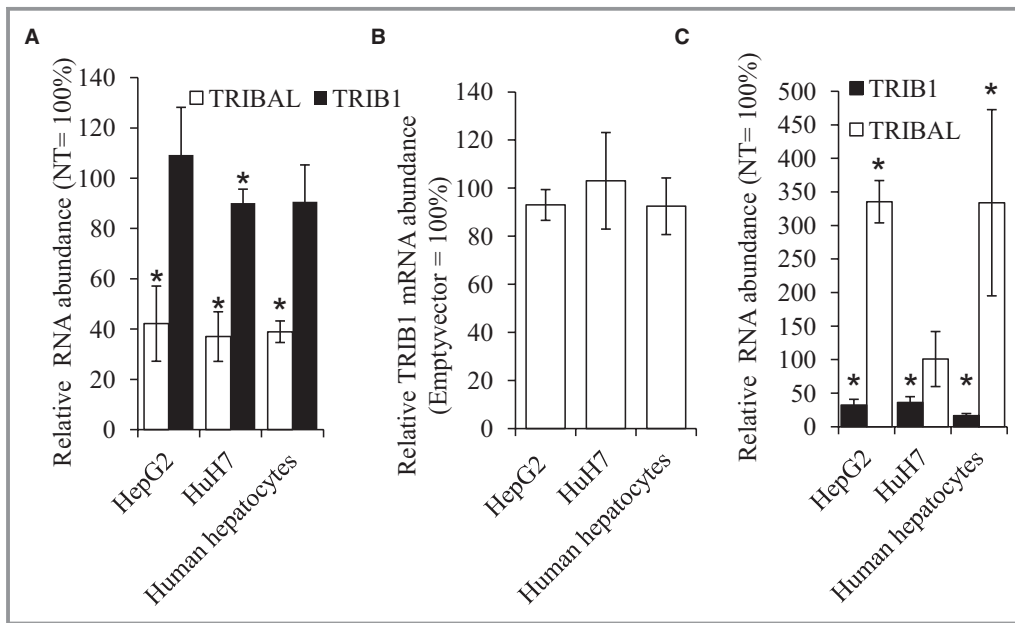 A
Relative RNA abundance (NT= 100%)
140
120
100
80
60
40
20
0
TRIBAL
TRIB1
*
*
*
*
HepG2
HuH7
Human hepatocytes
B
Relative TRIB1 mRNA abundance
(Emptyvector = 100%)
140
120
100
80
60
40
20
0
HepG2
HuH7
Human hepatocytes
C
Relative RNA abundance (NT= 100%)
500
450
400
350
300
250
200
150
100
50
0
TRIB1
TRIBAL
*
*
*
*
*
HepG2
HuH7
Human hepatocytes